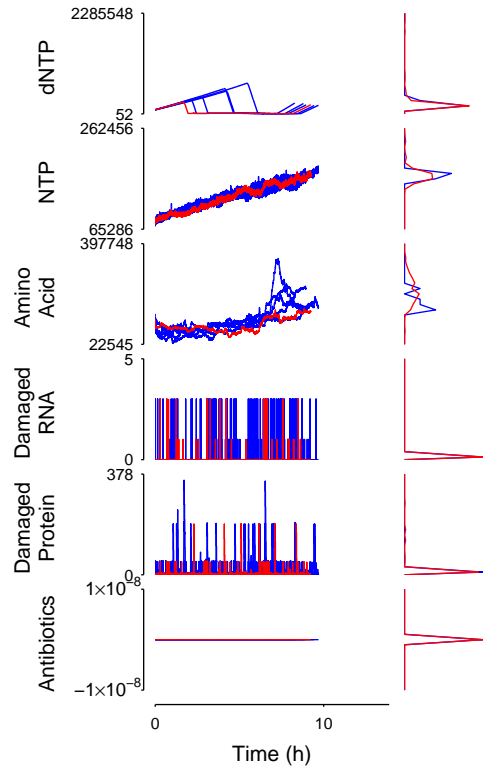 2285548
dNTP
52
262456
NTP
65286
397748
Amino
Acid
22545
5
Damaged
RNA
0
378
Damaged
Protein
0
1×10⁻⁸
Antibiotics
−1×10⁻⁸
0
10
Time (h)